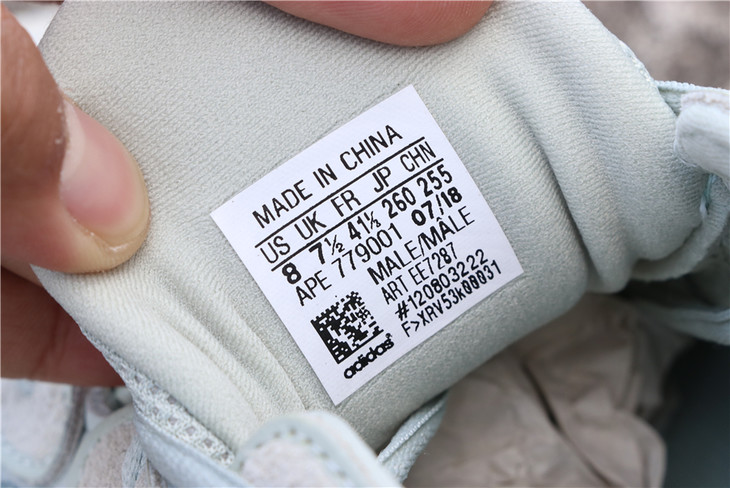 MADE IN CHINA
US UK FR JP CHN
8 7½ 41½ 260 255
APE 779001 07/18
MALE/MÂLE
ART EE7287
#120803222
F>XRV53k00031
adidas®